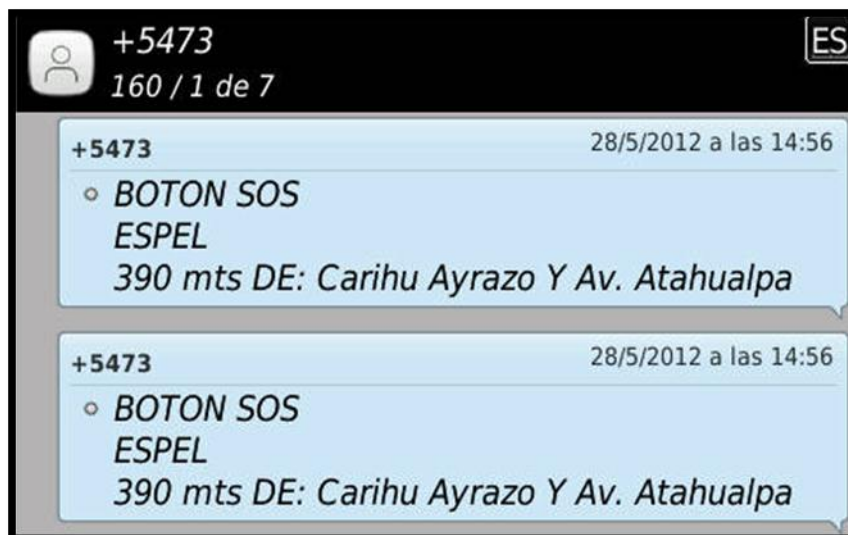 +5473
ES
160 / 1 de 7
+5473 28/5/2012 a las 14:56
BOTON SOS
ESPEL
390 mts DE: Carihu Ayrazo Y Av. Atahualpa
+5473 28/5/2012 a las 14:56
BOTON SOS
ESPEL
390 mts DE: Carihu Ayrazo Y Av. Atahualpa